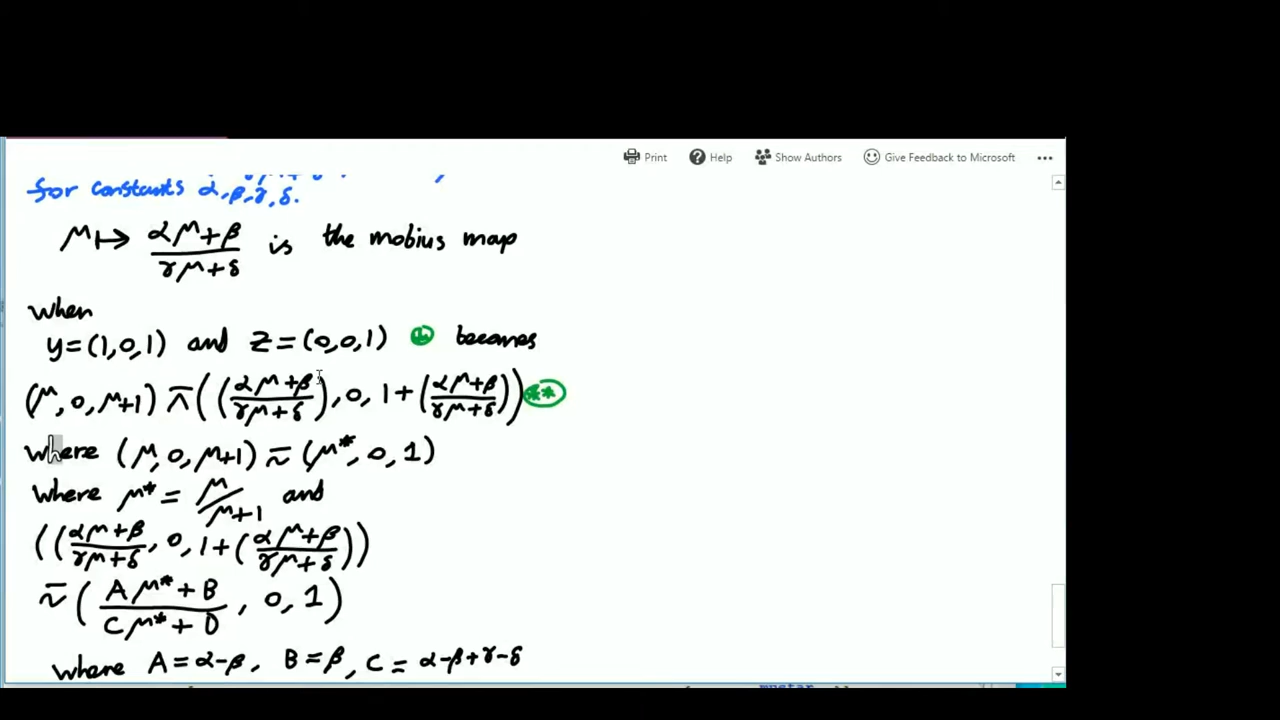 Print Help Show Authors Give Feedback to Microsoft
for constants α, β, γ, δ.
μ ↦ (αμ+β)/(γμ+δ) is the mobius map
when
y=(1,0,1) and z=(0,0,1) becomes
(μ, 0, μ+1) ⊼ ((αμ+β)/(γμ+δ)), 0, 1+((αμ+β)/(γμ+δ))) **
where (μ, 0, μ+1) ~ (μ*, 0, 1)
where μ* = μ/μ+1 and
(((αμ+β)/(γμ+δ), 0, 1+((αμ+β)/(γμ+δ)))
~ ((Aμ*+B)/(Cμ*+D), 0, 1)
where A=α-β, B=β, C=α-β+γ-δ